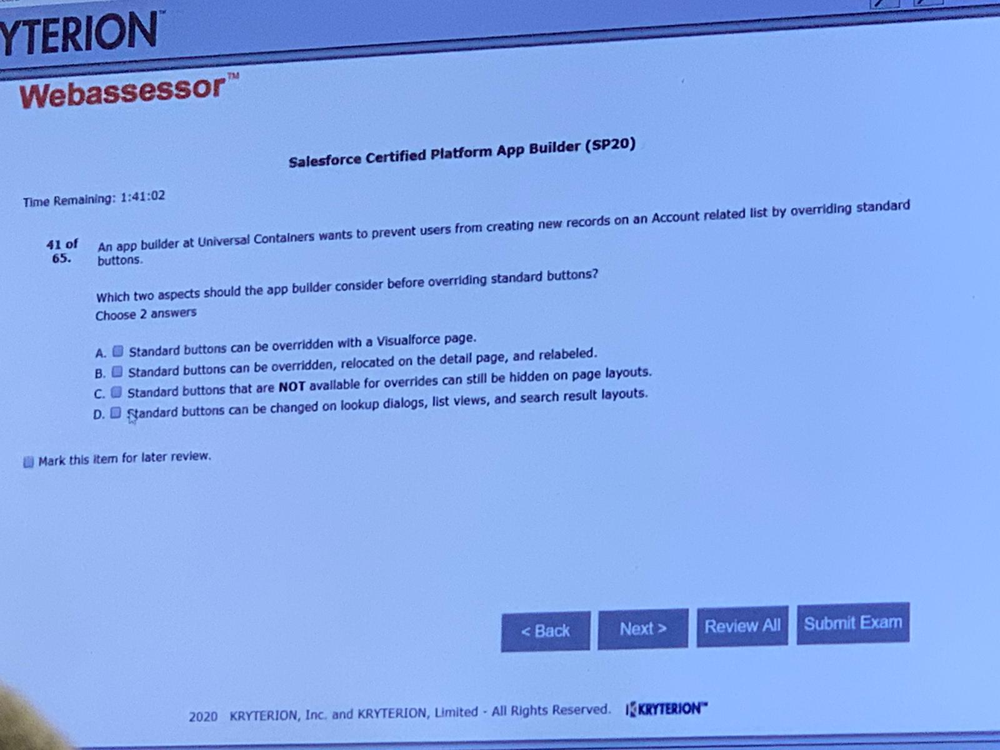 YTERION™
Webassessor™
Salesforce Certified Platform App Builder (SP20)
Time Remaining: 1:41:02
41 of 65. An app builder at Universal Containers wants to prevent users from creating new records on an Account related list by overriding standard
buttons.
Which two aspects should the app builder consider before overriding standard buttons?
Choose 2 answers
A. Standard buttons can be overridden with a Visualforce page.
B. Standard buttons can be overridden, relocated on the detail page, and relabeled.
C. Standard buttons that are NOT available for overrides can still be hidden on page layouts.
D. Standard buttons can be changed on lookup dialogs, list views, and search result layouts.
Mark this item for later review.
< Back Next > Review All Submit Exam
2020 KRYTERION, Inc. and KRYTERION, Limited - All Rights Reserved. KRYTERION™